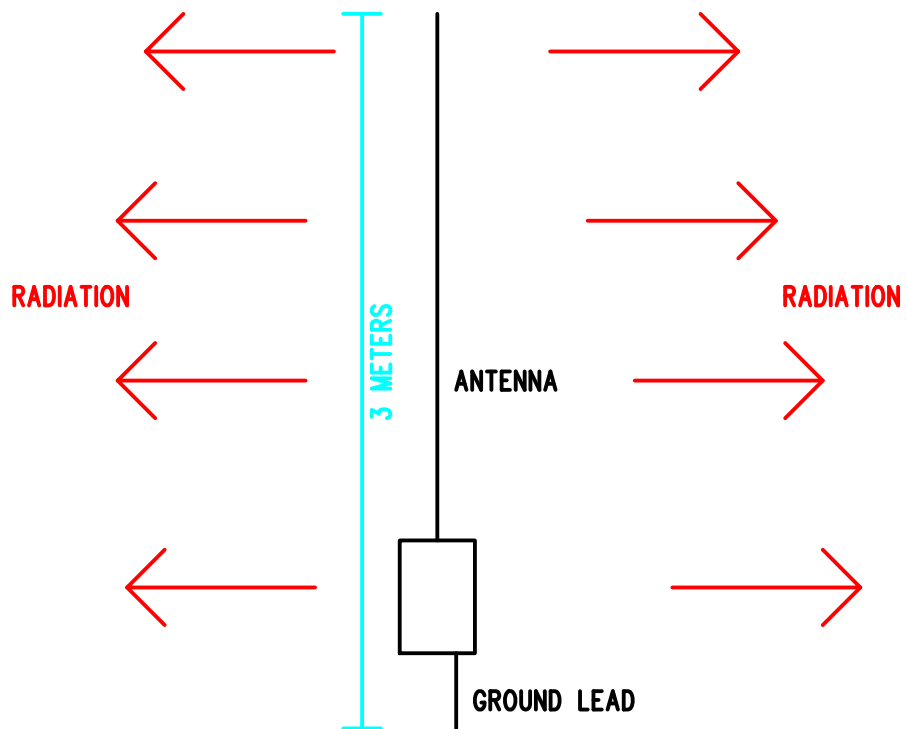 RADIATION
RADIATION
3 METERS
ANTENNA
GROUND LEAD